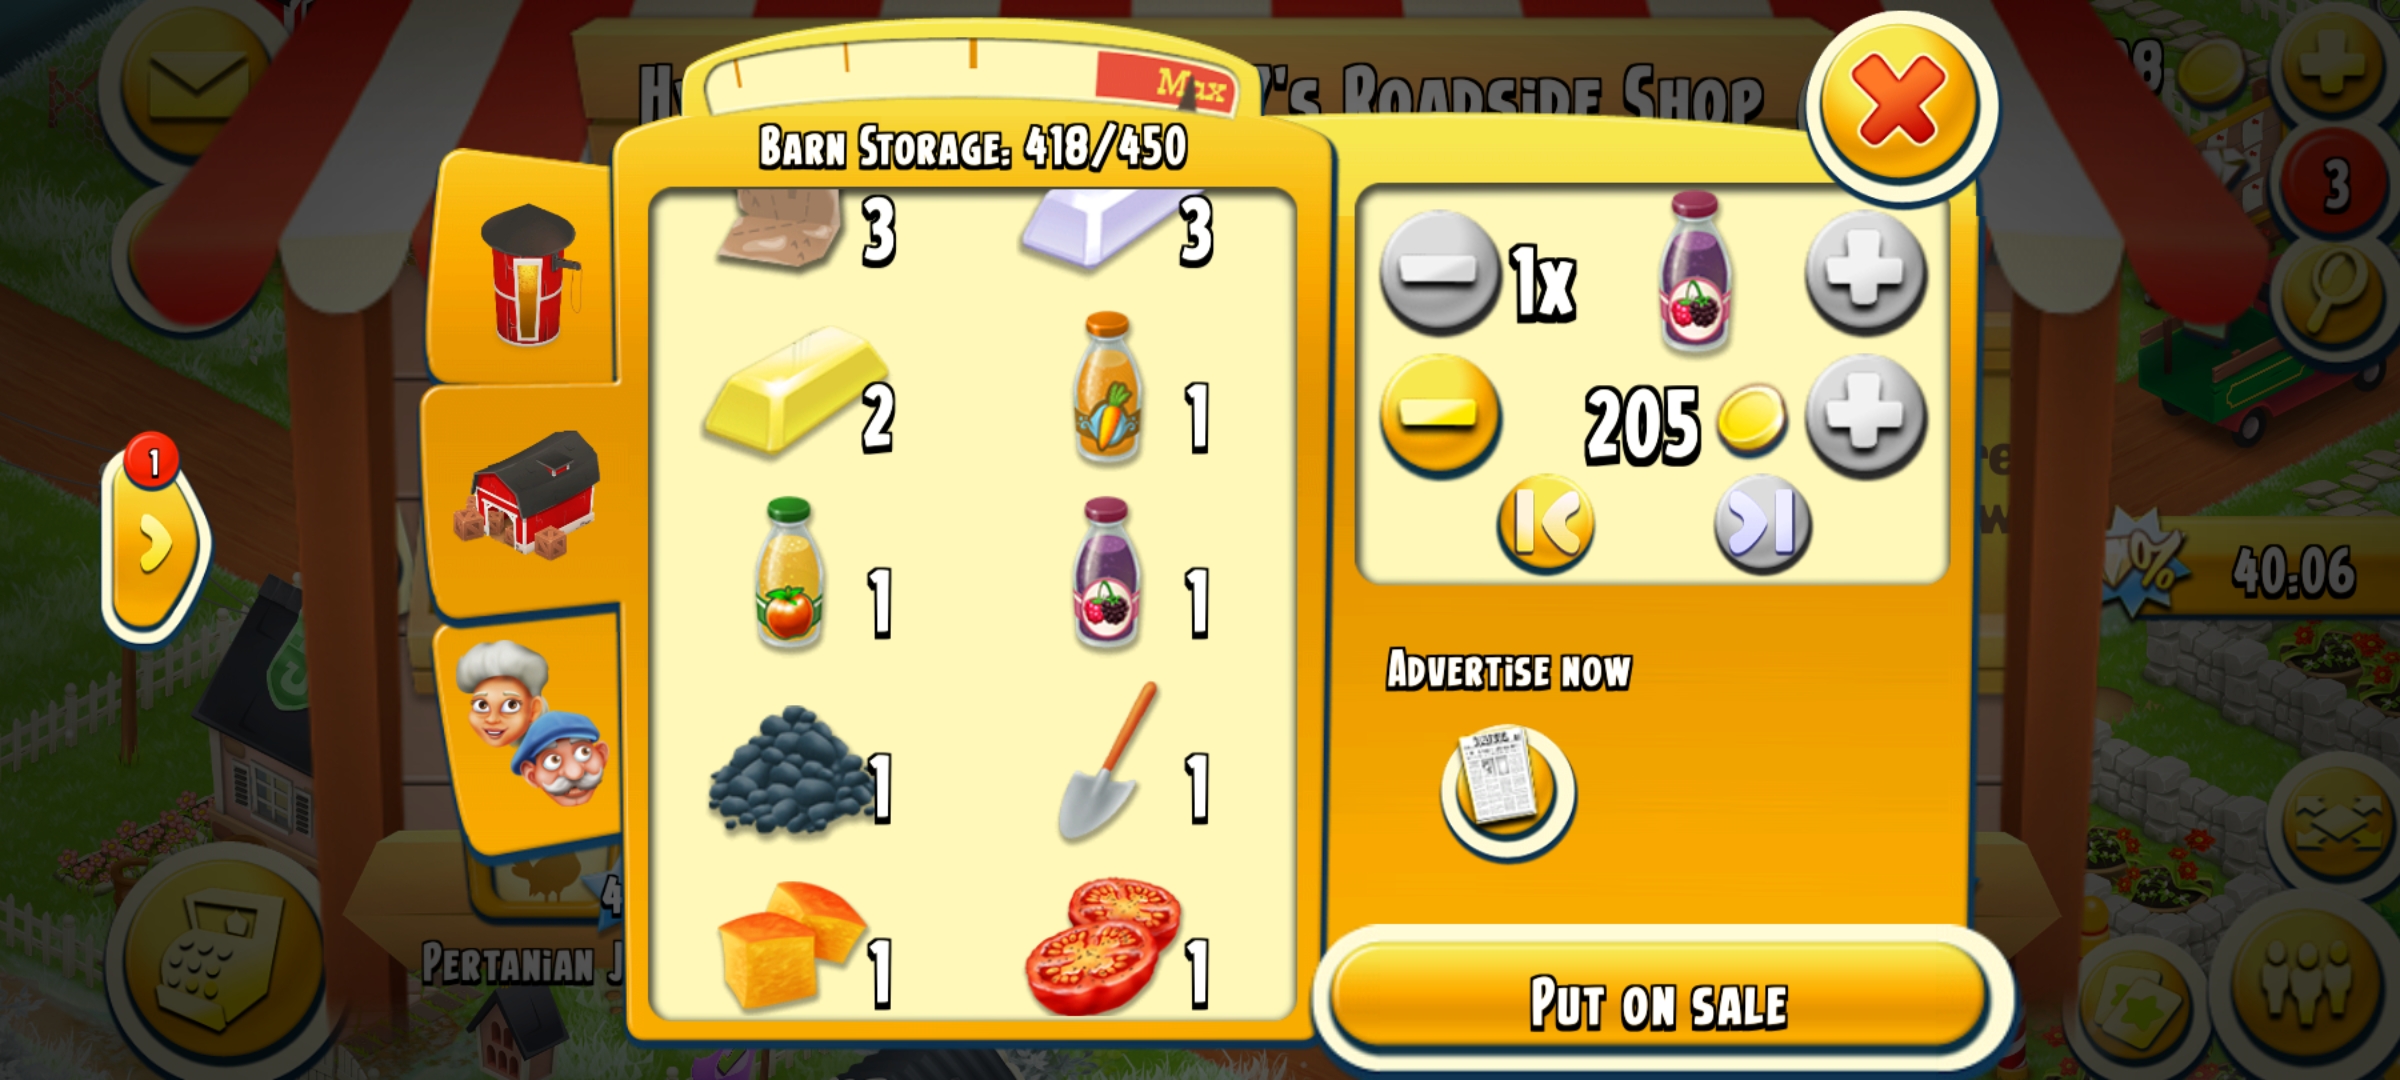 'S ROADSIDE SHOP
Max
BARN STORAGE: 418/450
3
3
2
1
1
1
1
1
1
1
1x
205
ADVERTISE NOW
PUT ON SALE
1
3
40:06
PERTANIAN